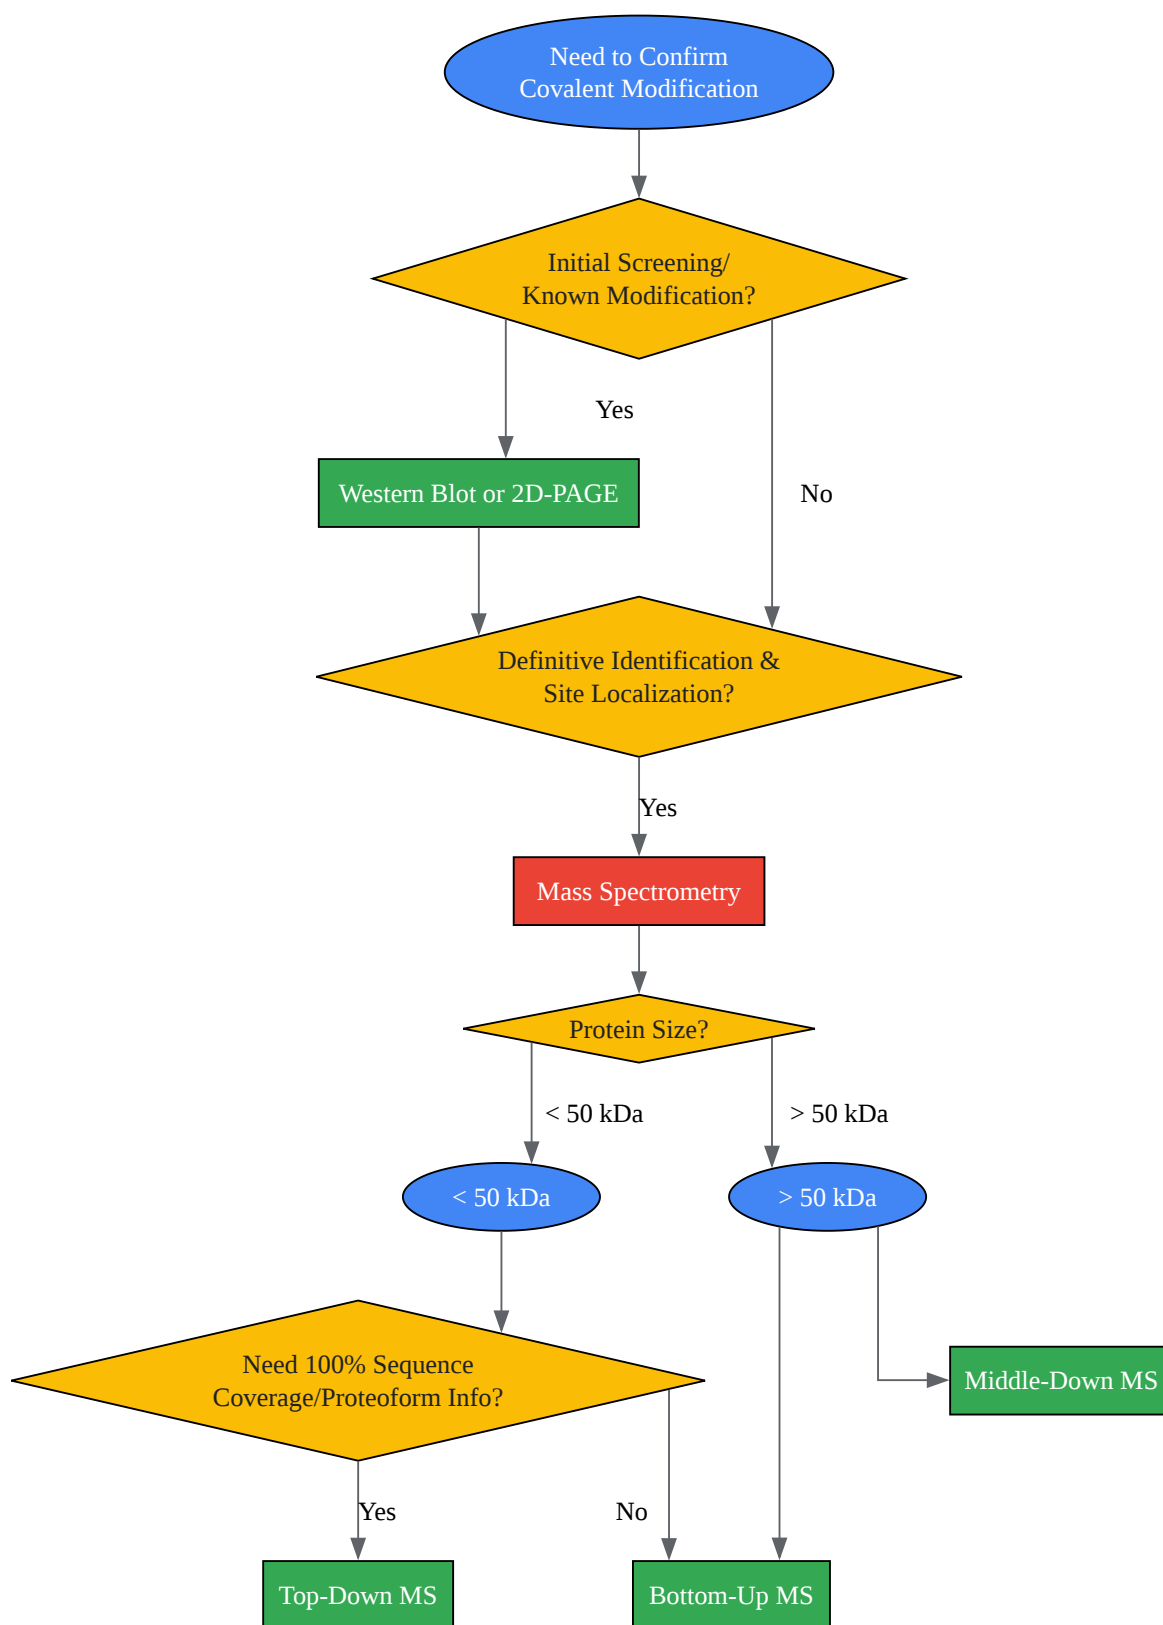 Need to Confirm
Covalent Modification
Initial Screening/
Known Modification?
Yes
Western Blot or 2D-PAGE
No
Definitive Identification &
Site Localization?
Yes
Mass Spectrometry
Protein Size?
< 50 kDa
> 50 kDa
< 50 kDa
> 50 kDa
Need 100% Sequence
Coverage/Proteoform Info?
Middle-Down MS
Yes
No
Top-Down MS
Bottom-Up MS